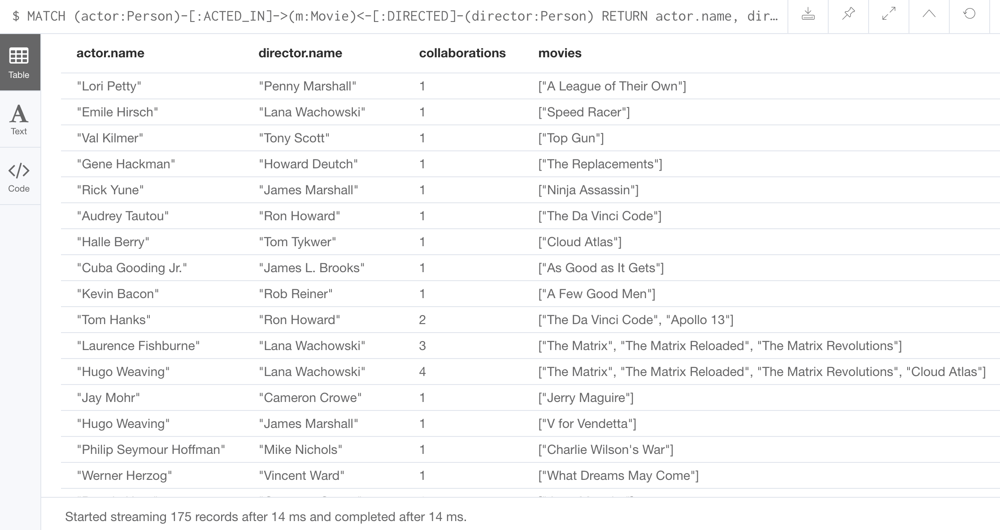 $ MATCH (actor:Person)-[:ACTED_IN]->(m:Movie)<-[:DIRECTED]-(director:Person) RETURN actor.name, dir…
Table
Text
Code
actor.name director.name collaborations movies
"Lori Petty" "Penny Marshall" 1 ["A League of Their Own"]
"Emile Hirsch" "Lana Wachowski" 1 ["Speed Racer"]
"Val Kilmer" "Tony Scott" 1 ["Top Gun"]
"Gene Hackman" "Howard Deutch" 1 ["The Replacements"]
"Rick Yune" "James Marshall" 1 ["Ninja Assassin"]
"Audrey Tautou" "Ron Howard" 1 ["The Da Vinci Code"]
"Halle Berry" "Tom Tykwer" 1 ["Cloud Atlas"]
"Cuba Gooding Jr." "James L. Brooks" 1 ["As Good as It Gets"]
"Kevin Bacon" "Rob Reiner" 1 ["A Few Good Men"]
"Tom Hanks" "Ron Howard" 2 ["The Da Vinci Code", "Apollo 13"]
"Laurence Fishburne" "Lana Wachowski" 3 ["The Matrix", "The Matrix Reloaded", "The Matrix Revolutions"]
"Hugo Weaving" "Lana Wachowski" 4 ["The Matrix", "The Matrix Reloaded", "The Matrix Revolutions", "Cloud Atlas"]
"Jay Mohr" "Cameron Crowe" 1 ["Jerry Maguire"]
"Hugo Weaving" "James Marshall" 1 ["V for Vendetta"]
"Philip Seymour Hoffman" "Mike Nichols" 1 ["Charlie Wilson's War"]
"Werner Herzog" "Vincent Ward" 1 ["What Dreams May Come"]
Started streaming 175 records after 14 ms and completed after 14 ms.